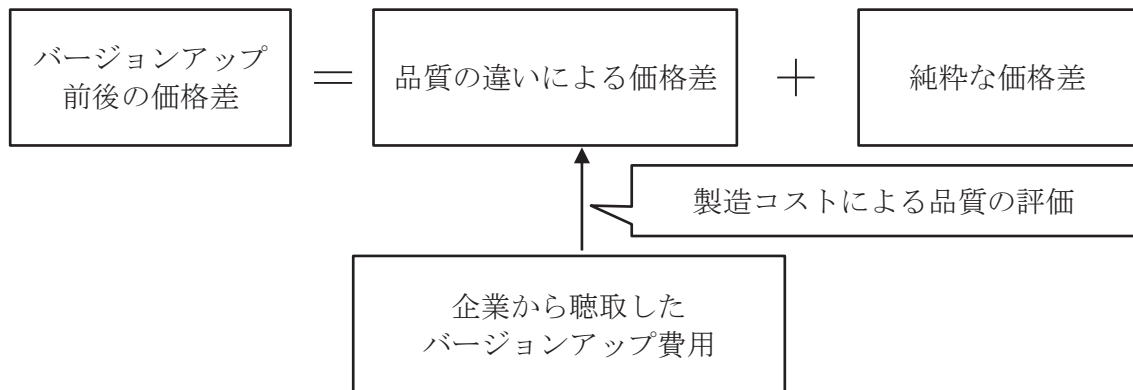 バージョンアップ
前後の価格差
＝
品質の違いによる価格差
＋
純粋な価格差
製造コストによる品質の評価
企業から聴取した
バージョンアップ費用